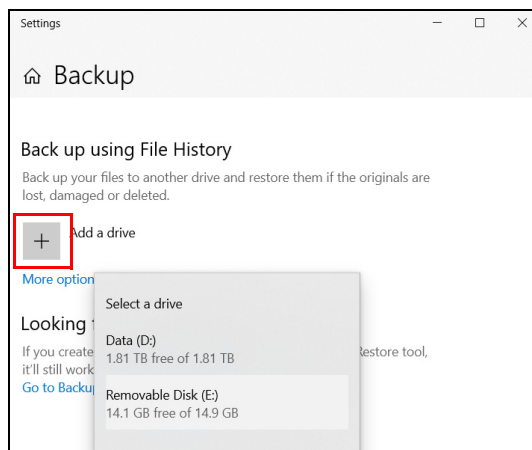 Settings
Backup
Back up using File History
Back up your files to another drive and restore them if the originals are
lost, damaged or deleted.
Add a drive
More option
Select a drive
Looking
Data (D:)
1.81 TB free of 1.81 TB
If you create
Restore tool,
it'll still work
Go to Backu
Removable Disk (E:)
14.1 GB free of 14.9 GB